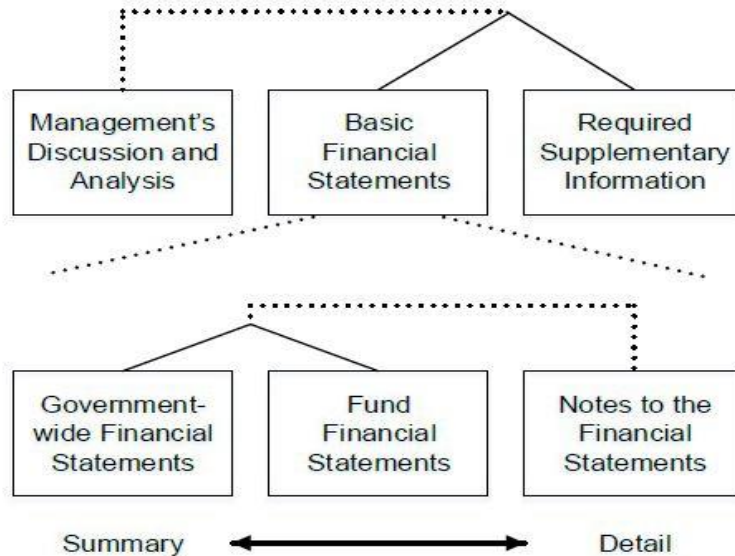 Management's
Discussion and
Analysis
Basic
Financial
Statements
Required
Supplementary
Information
Government-
wide Financial
Statements
Fund
Financial
Statements
Notes to the
Financial
Statements
Summary
Detail